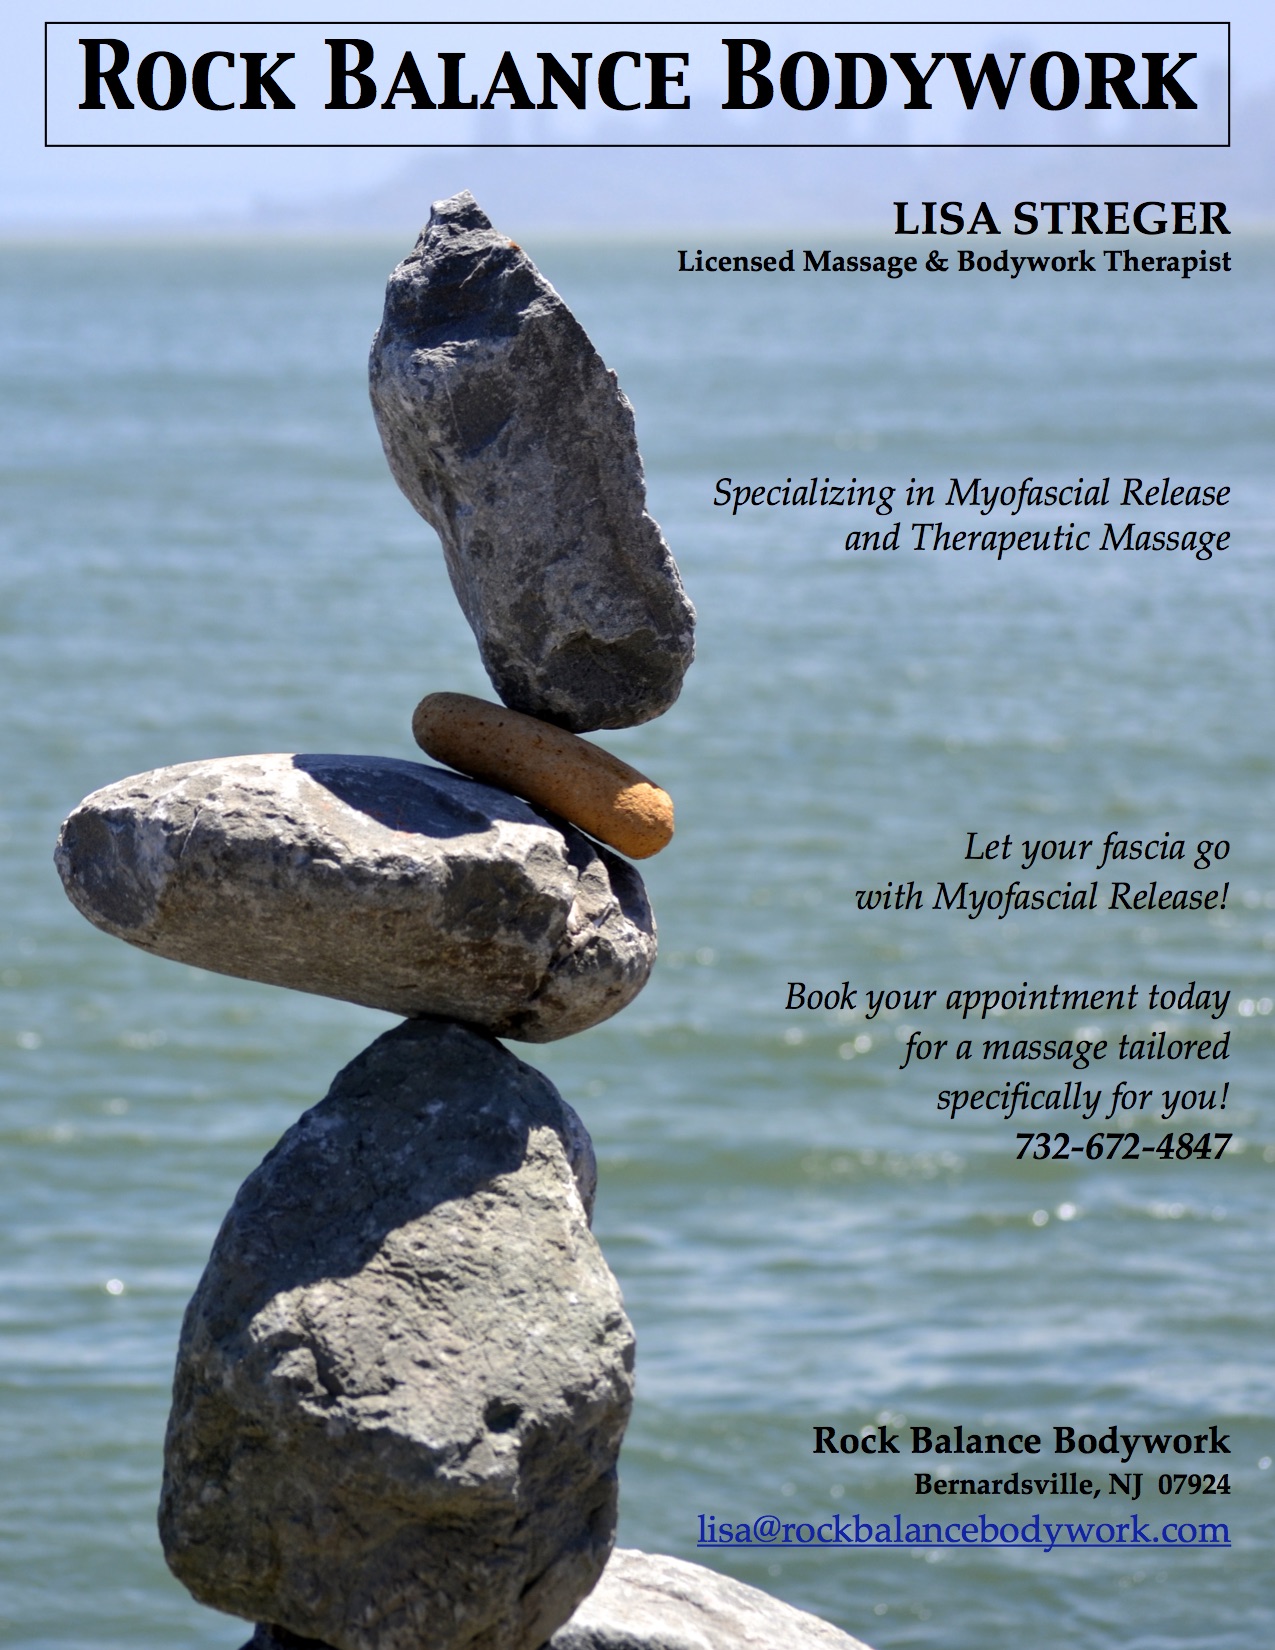 ROCK BALANCE BODYWORK
LISA STREGER
Licensed Massage & Bodywork Therapist
Specializing in Myofascial Release
and Therapeutic Massage
Let your fascia go
with Myofascial Release!
Book your appointment today
for a massage tailored
specifically for you!
732-672-4847
Rock Balance Bodywork
Bernardsville, NJ  07924
lisa@rockbalancebodywork.com